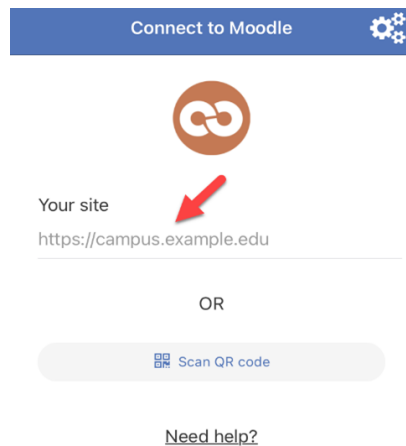 Connect to Moodle
Your site
https://campus.example.edu
OR
Scan QR code
Need help?